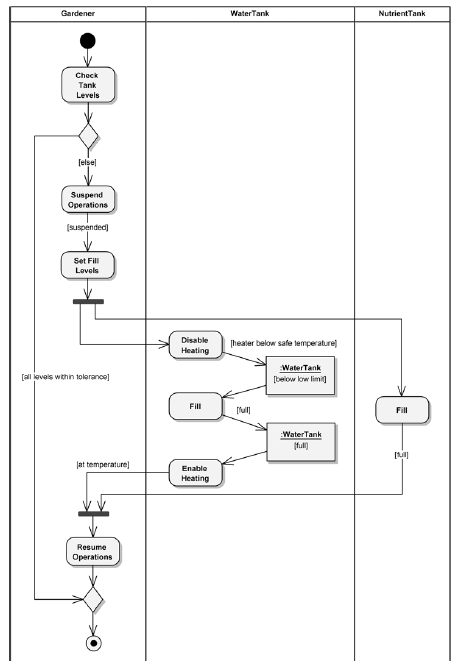 Gardener
WaterTank
NutrientTank
Check
Tank
Levels
[else]
Suspend
Operations
[suspended]
Set Fill
Levels
Disable
Heating
[heater below safe temperature]
:WaterTank
[below low limit]
[all levels within tolerance]
Fill
[full]
Fill
:WaterTank
[full]
[full]
[at temperature]
Enable
Heating
Resume
Operations